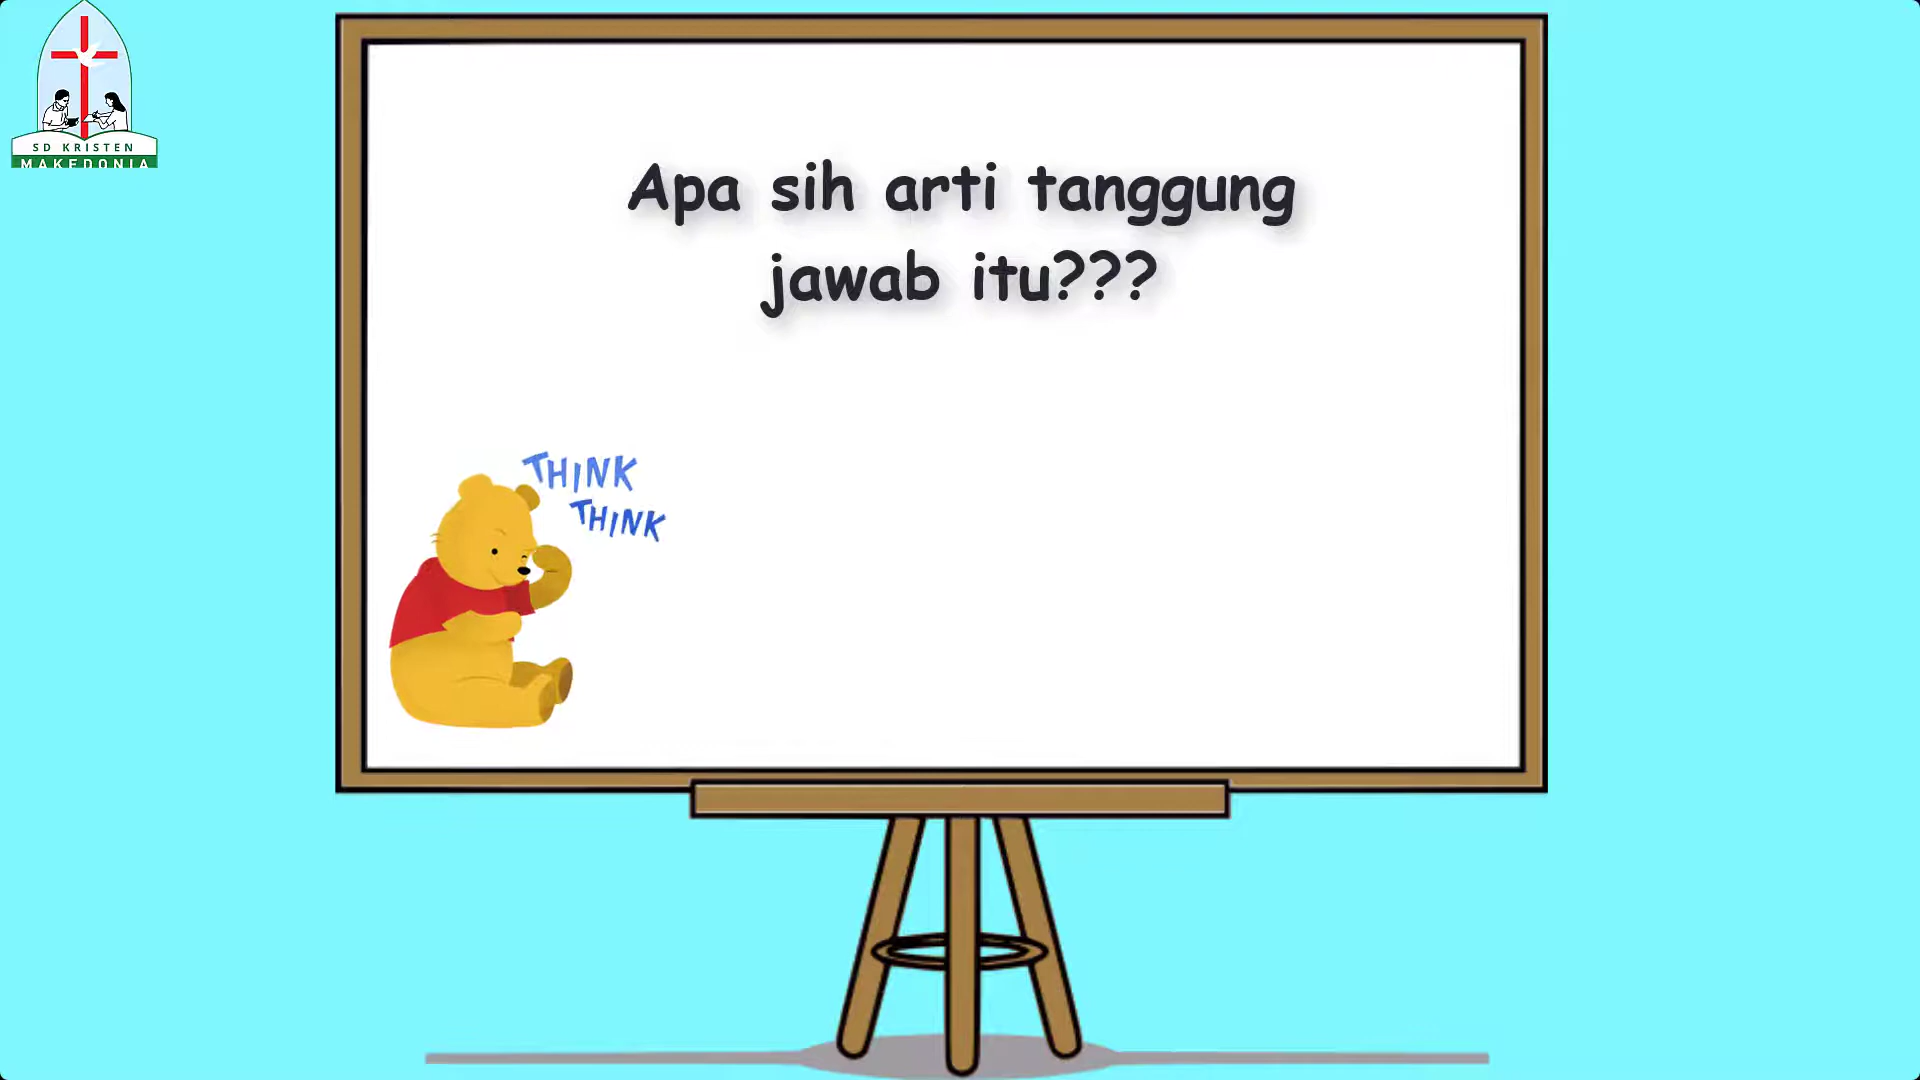 SD KRISTEN
MAKEDONIA
Apa sih arti tanggung
jawab itu???
THINK
THINK